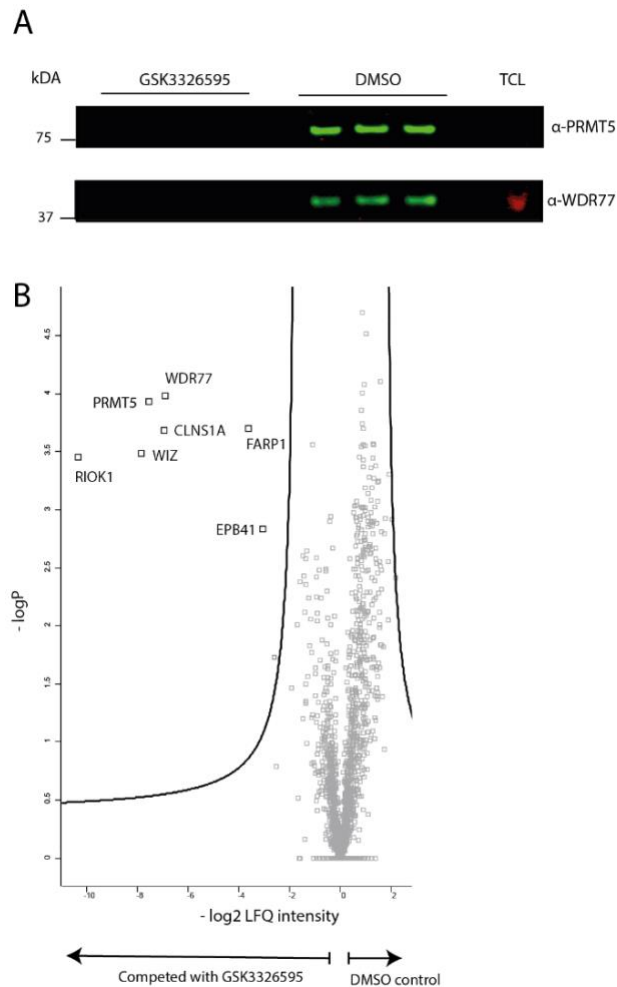 A
kDa GSK3326595 DMSO TCL
75 α-PRMT5
37 α-WDR77
B
4.5
4
3.5
3
2.5
2
1.5
1
0.5
0
- logP
WDR77
PRMT5
CLNS1A
FARP1
WIZ
RIOK1
EPB41
-10 -8 -6 -4 -2 0 2
- log2 LFQ intensity
Competed with GSK3326595 DMSO control